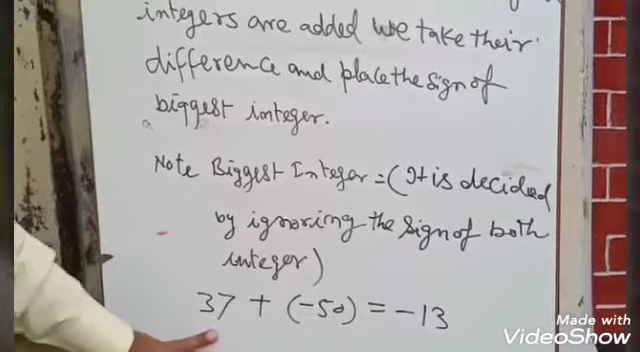 integers are added we take their
difference and place the sign of
biggest integer.
Note Biggest Integer = (It is decided
by ignoring the sign of both
integer)
37 + (-50) = -13
Made with
VideoShow